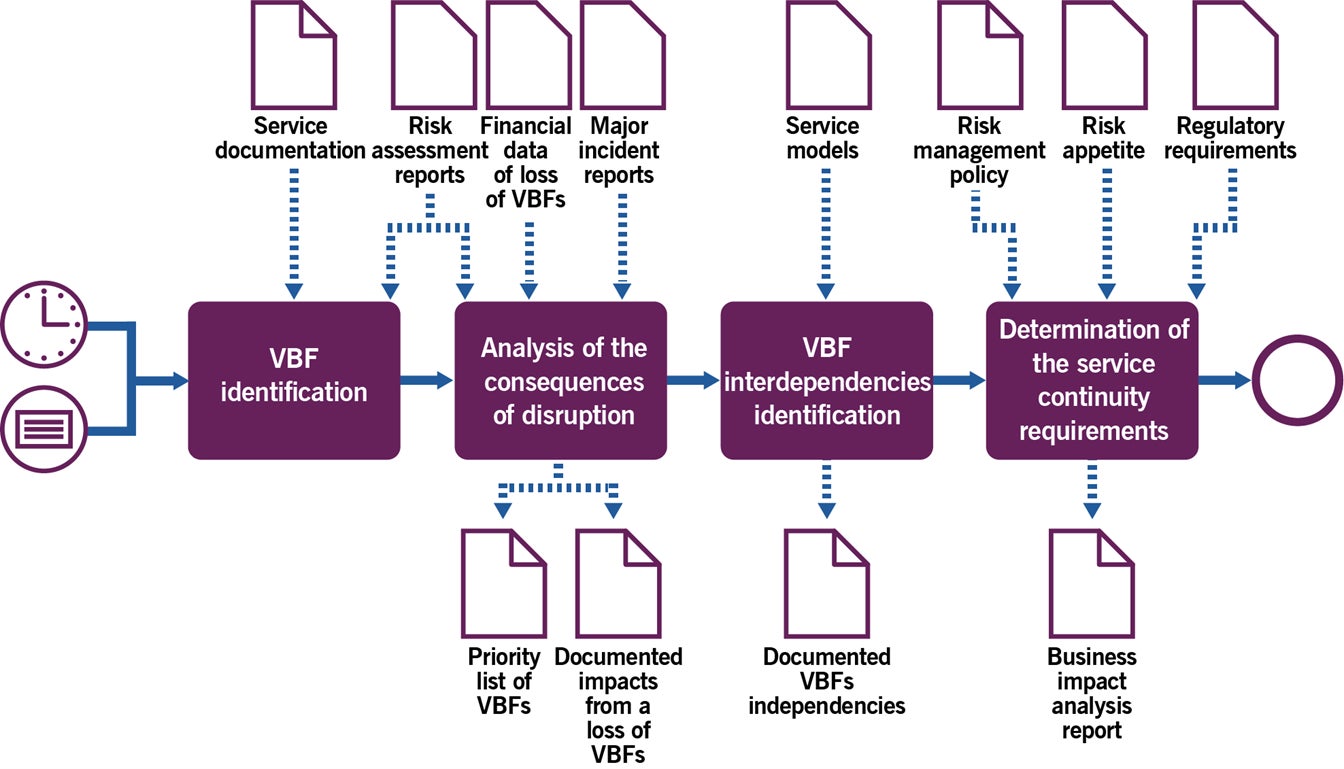 Service
documentation
Risk
assessment
reports
Financial
data
of loss
of VBFs
Major
incident
reports
Service
models
Risk
management
policy
Risk
appetite
Regulatory
requirements
VBF
identification
Analysis of the
consequences
of disruption
VBF
interdependencies
identification
Determination of
the service
continuity
requirements
Priority
list of
VBFs
Documented
impacts
from a
loss of
VBFs
Documented
VBFs
independencies
Business
impact
analysis
report